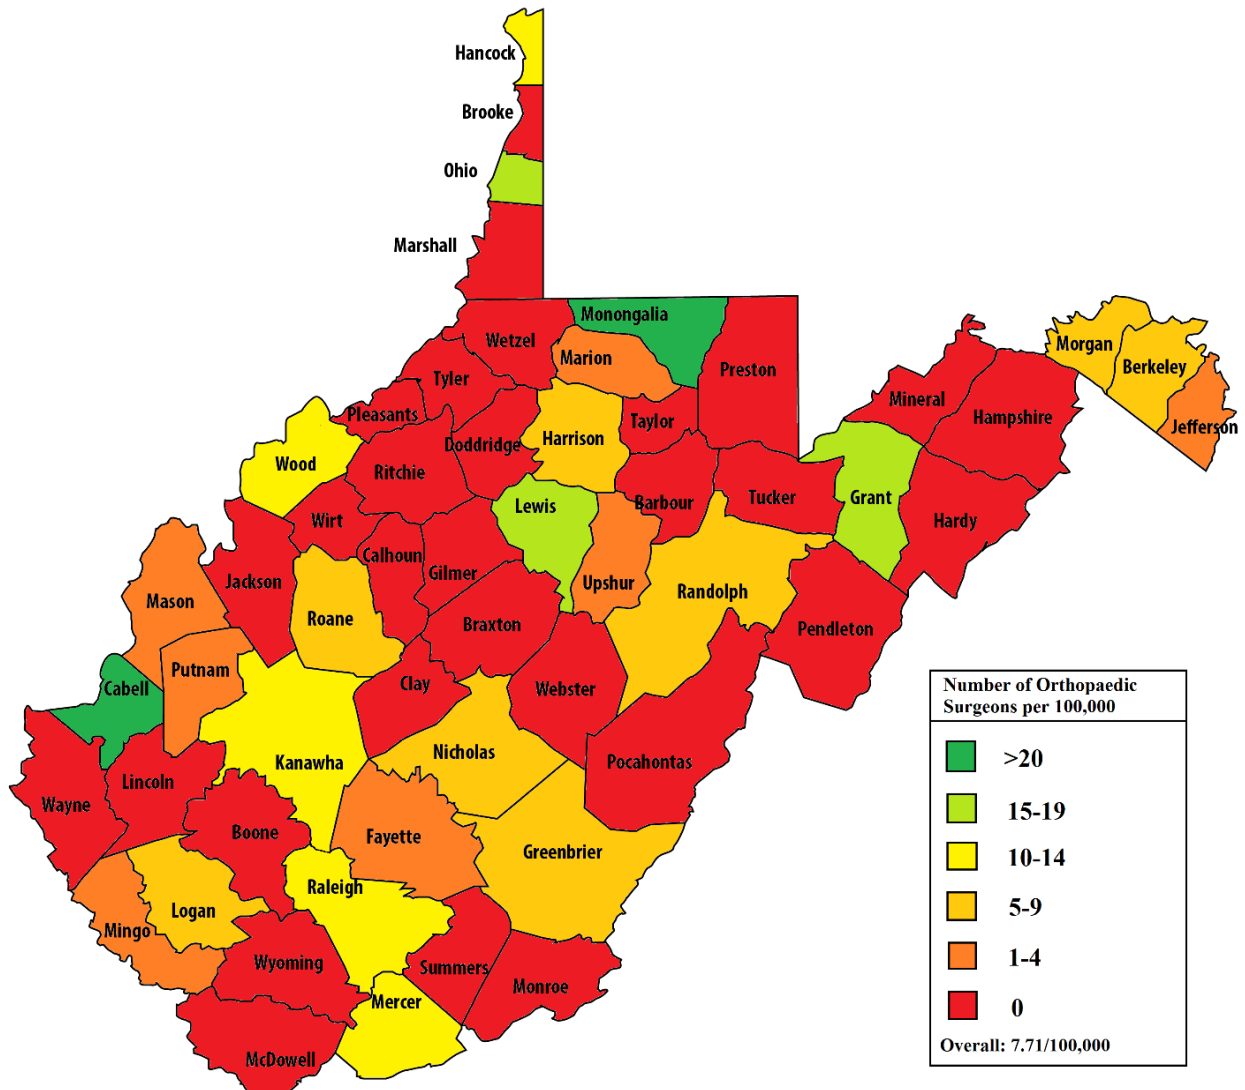 Hancock
Brooke
Ohio
Marshall
Monongalia
Wetzel
Marion
Morgan
Berkeley
Preston
Tyler
Mineral
Pleasants
Hampshire
Taylor
Jefferson
Doddridge
Harrison
Wood
Ritchie
Lewis
Barbour
Tucker
Grant
Wirt
Hardy
Calhoun
Gilmer
Jackson
Upshur
Randolph
Mason
Roane
Braxton
Pendleton
Putnam
Cabell
Clay
Webster
Nicholas
Kanawha
Pocahontas
Lincoln
Wayne
Boone
Fayette
Greenbrier
Raleigh
Logan
Mingo
Wyoming
Summers
Monroe
Mercer
McDowell
Number of Orthopaedic
Surgeons per 100,000
>20
15-19
10-14
5-9
1-4
0
Overall: 7.71/100,000